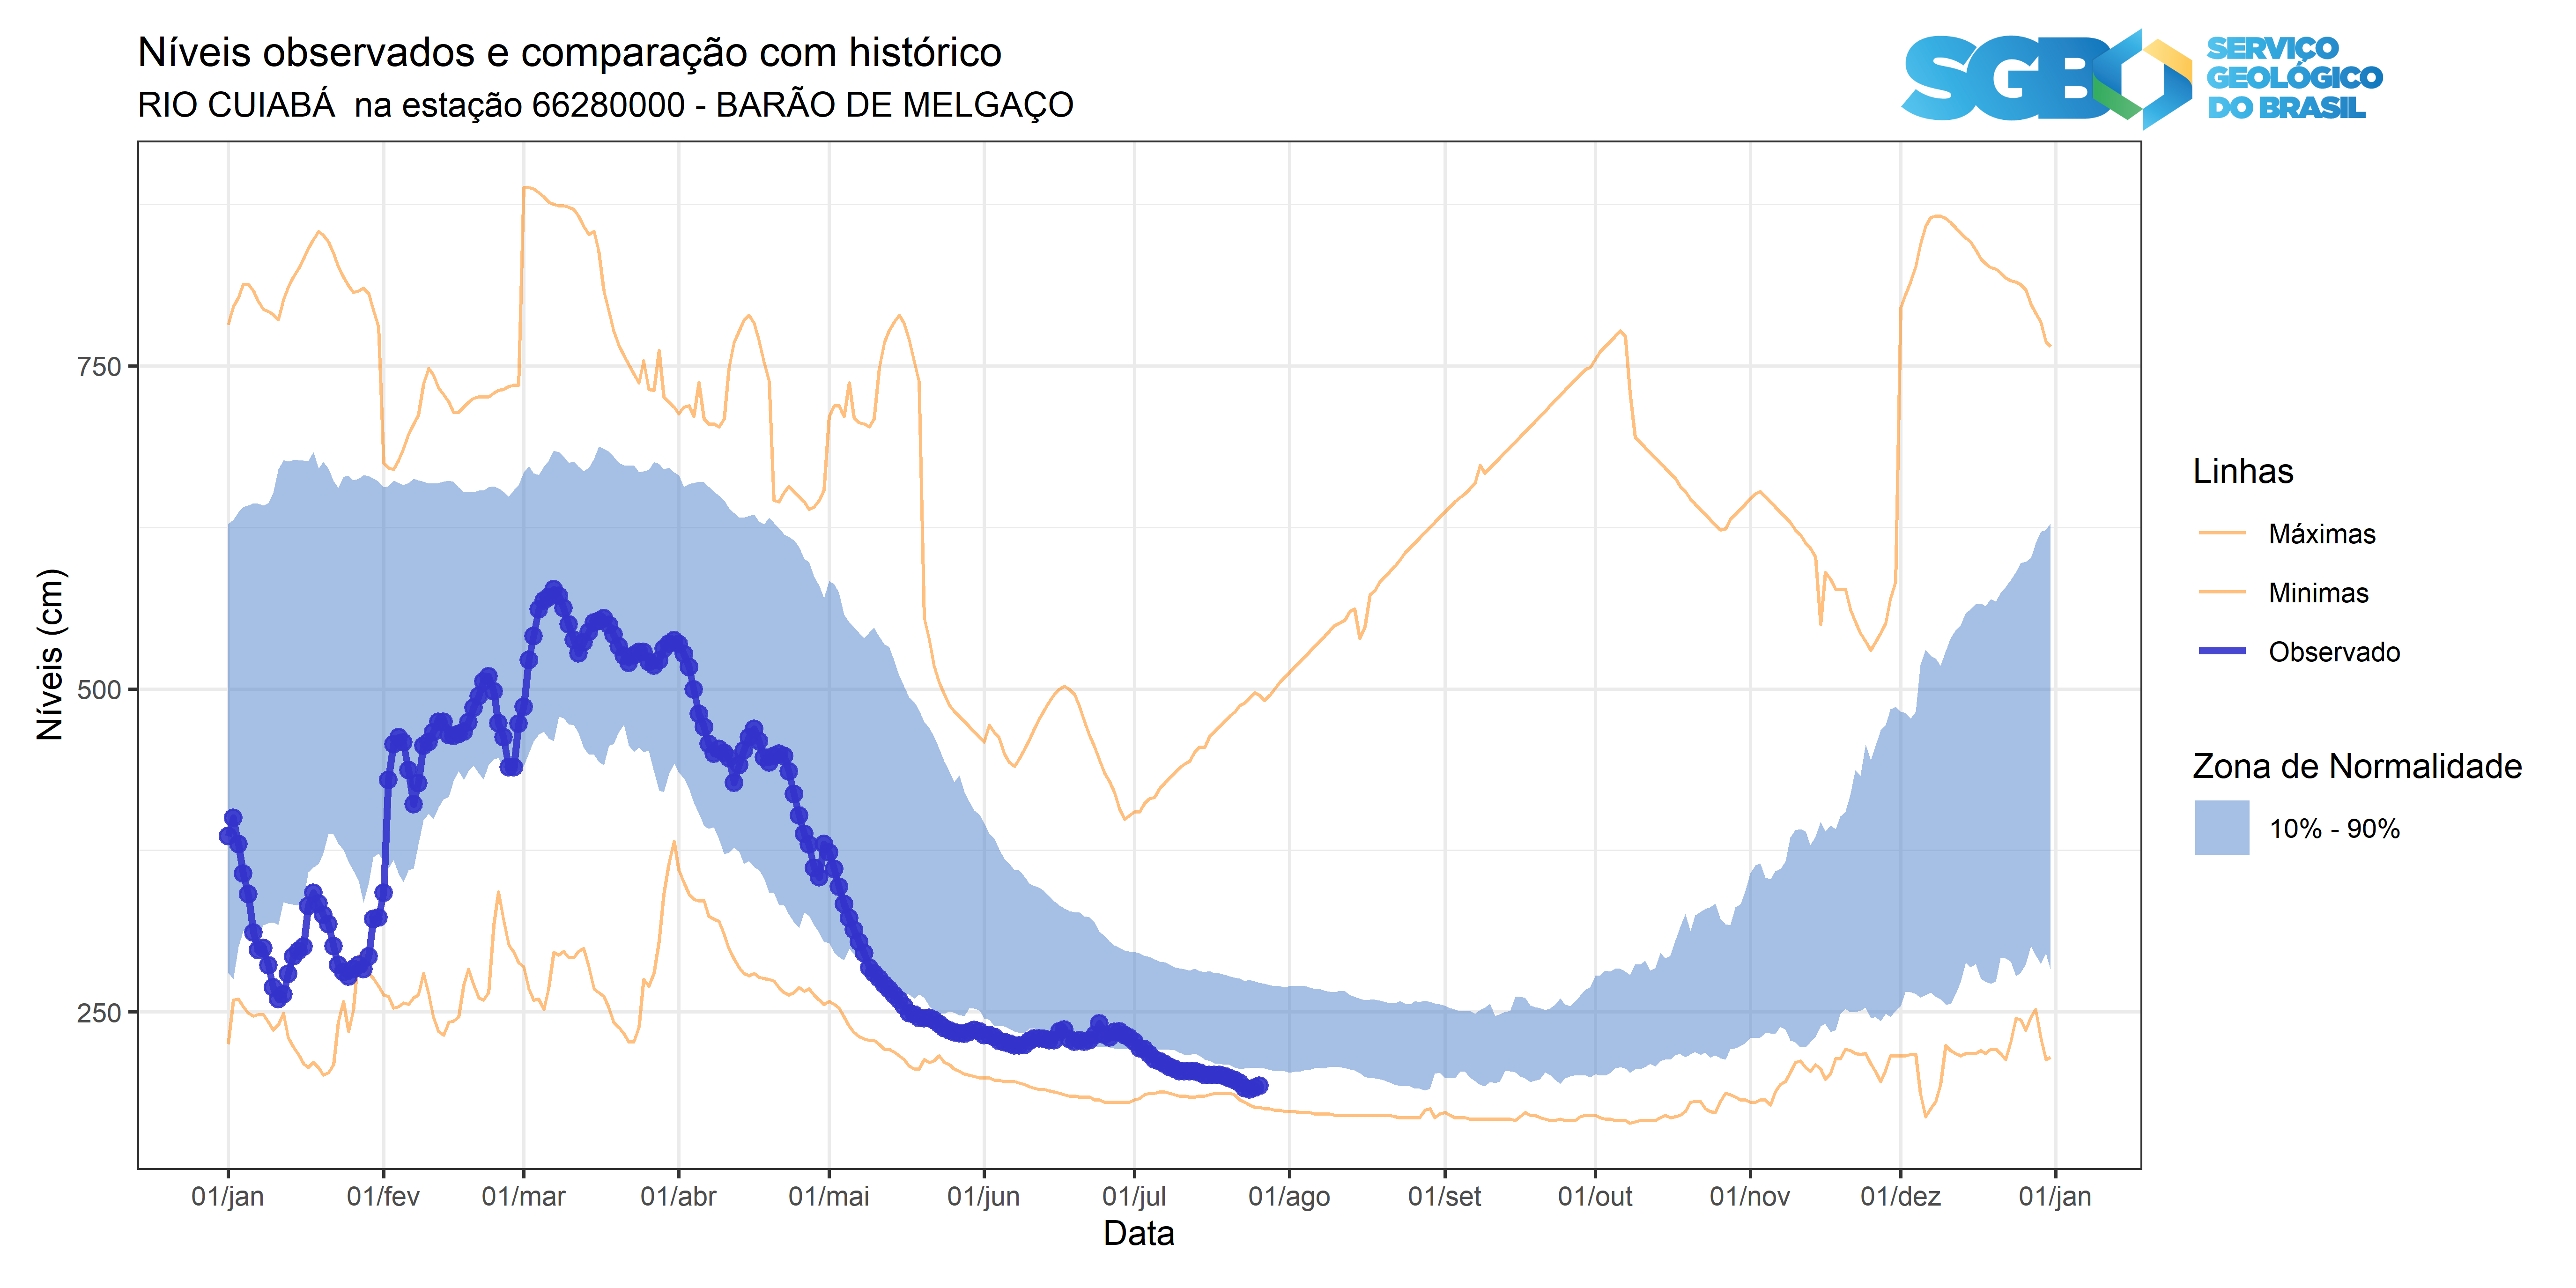 Níveis observados e comparação com histórico
RIO CUIABÁ  na estação 66280000 - BARÃO DE MELGAÇO
SGB
SERVIÇO
GEOLÓGICO
DO BRASIL
Níveis (cm)
750
500
250
01/jan 01/fev 01/mar 01/abr 01/mai 01/jun 01/jul 01/ago 01/set 01/out 01/nov 01/dez 01/jan
Data
Linhas
Máximas
Minimas
Observado
Zona de Normalidade
10% - 90%